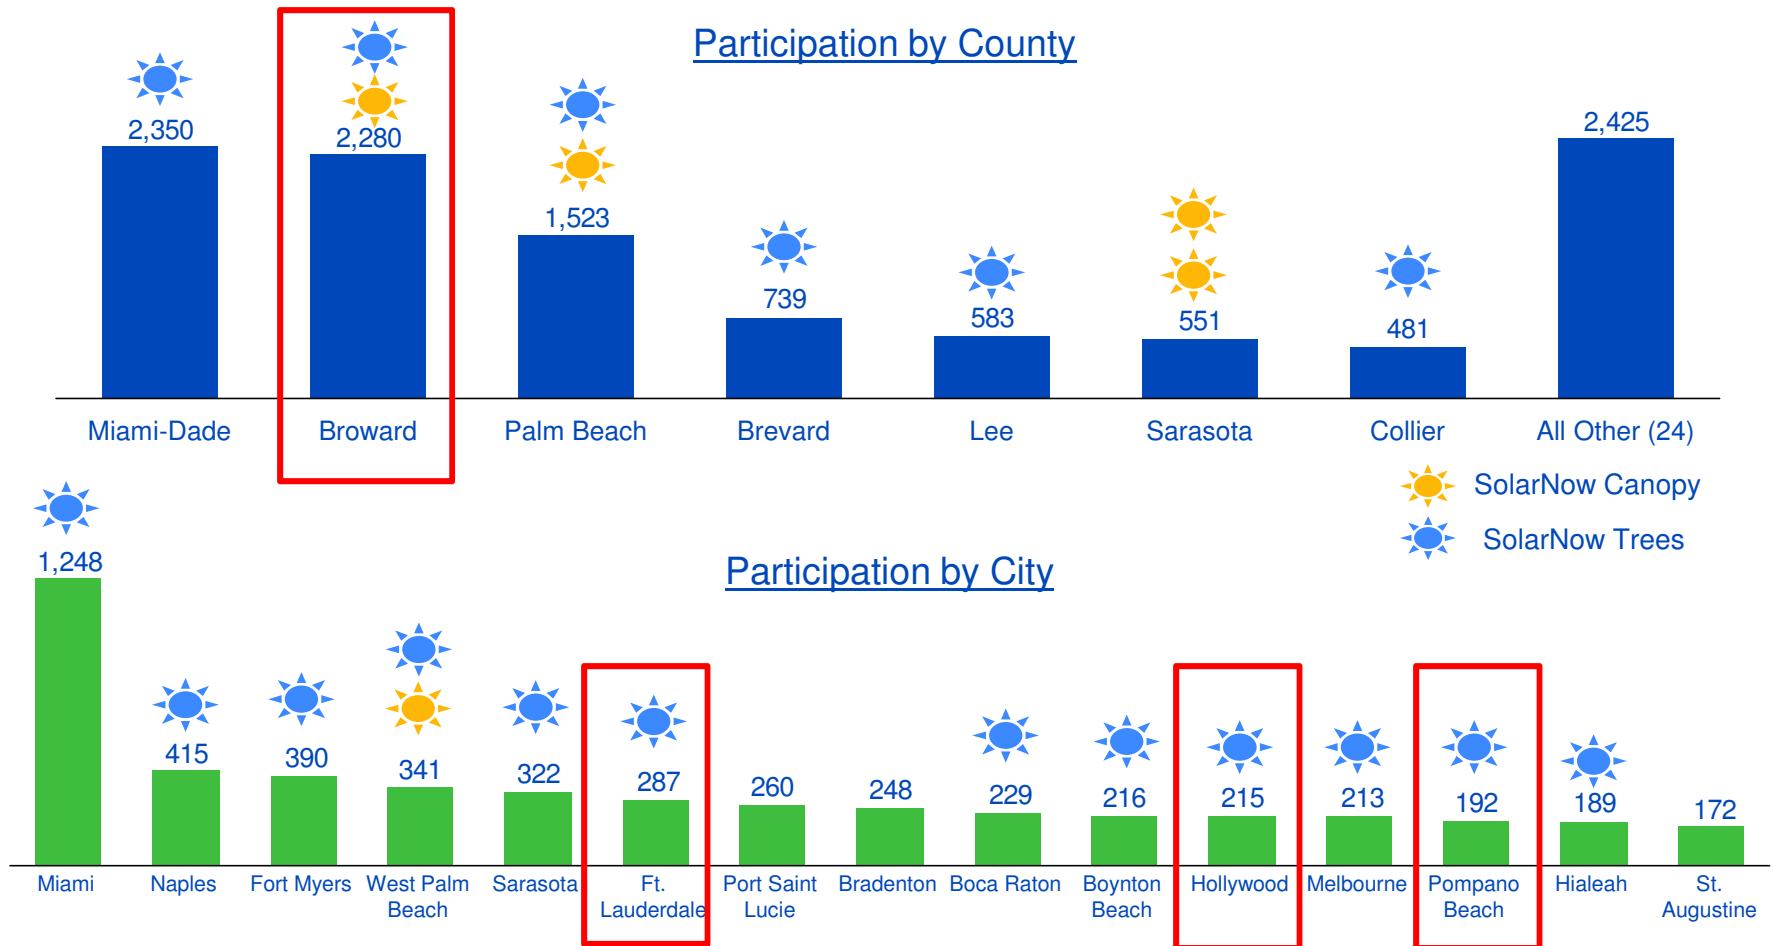 Participation by County
2,350
2,280
1,523
739
583
551
481
2,425
Miami-Dade
Broward
Palm Beach
Brevard
Lee
Sarasota
Collier
All Other (24)
SolarNow Canopy
SolarNow Trees
Participation by City
1,248
415
390
341
322
287
260
248
229
216
215
213
192
189
172
Miami
Naples
Fort Myers
West Palm
Beach
Sarasota
Ft.
Lauderdale
Port Saint
Lucie
Bradenton
Boca Raton
Boynton
Beach
Hollywood
Melbourne
Pompano
Beach
Hialeah
St.
Augustine